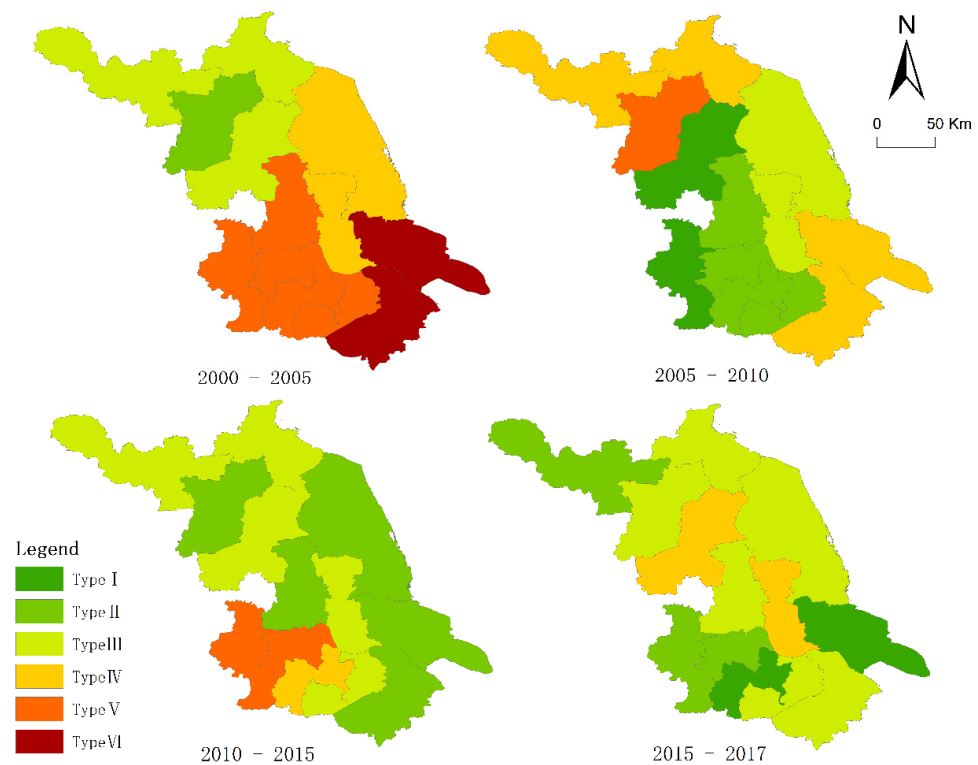 N
0 50 Km
2000 - 2005
2005 - 2010
Legend
Type I
Type II
Type III
Type IV
Type V
Type VI
2010 - 2015
2015 - 2017